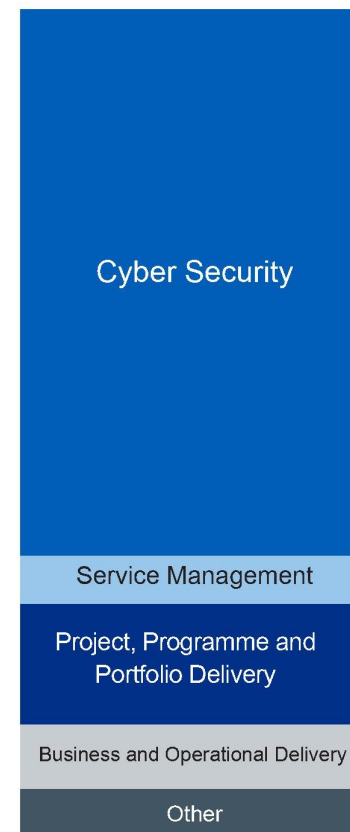 Cyber Security
Service Management
Project, Programme and
Portfolio Delivery
Business and Operational Delivery
Other